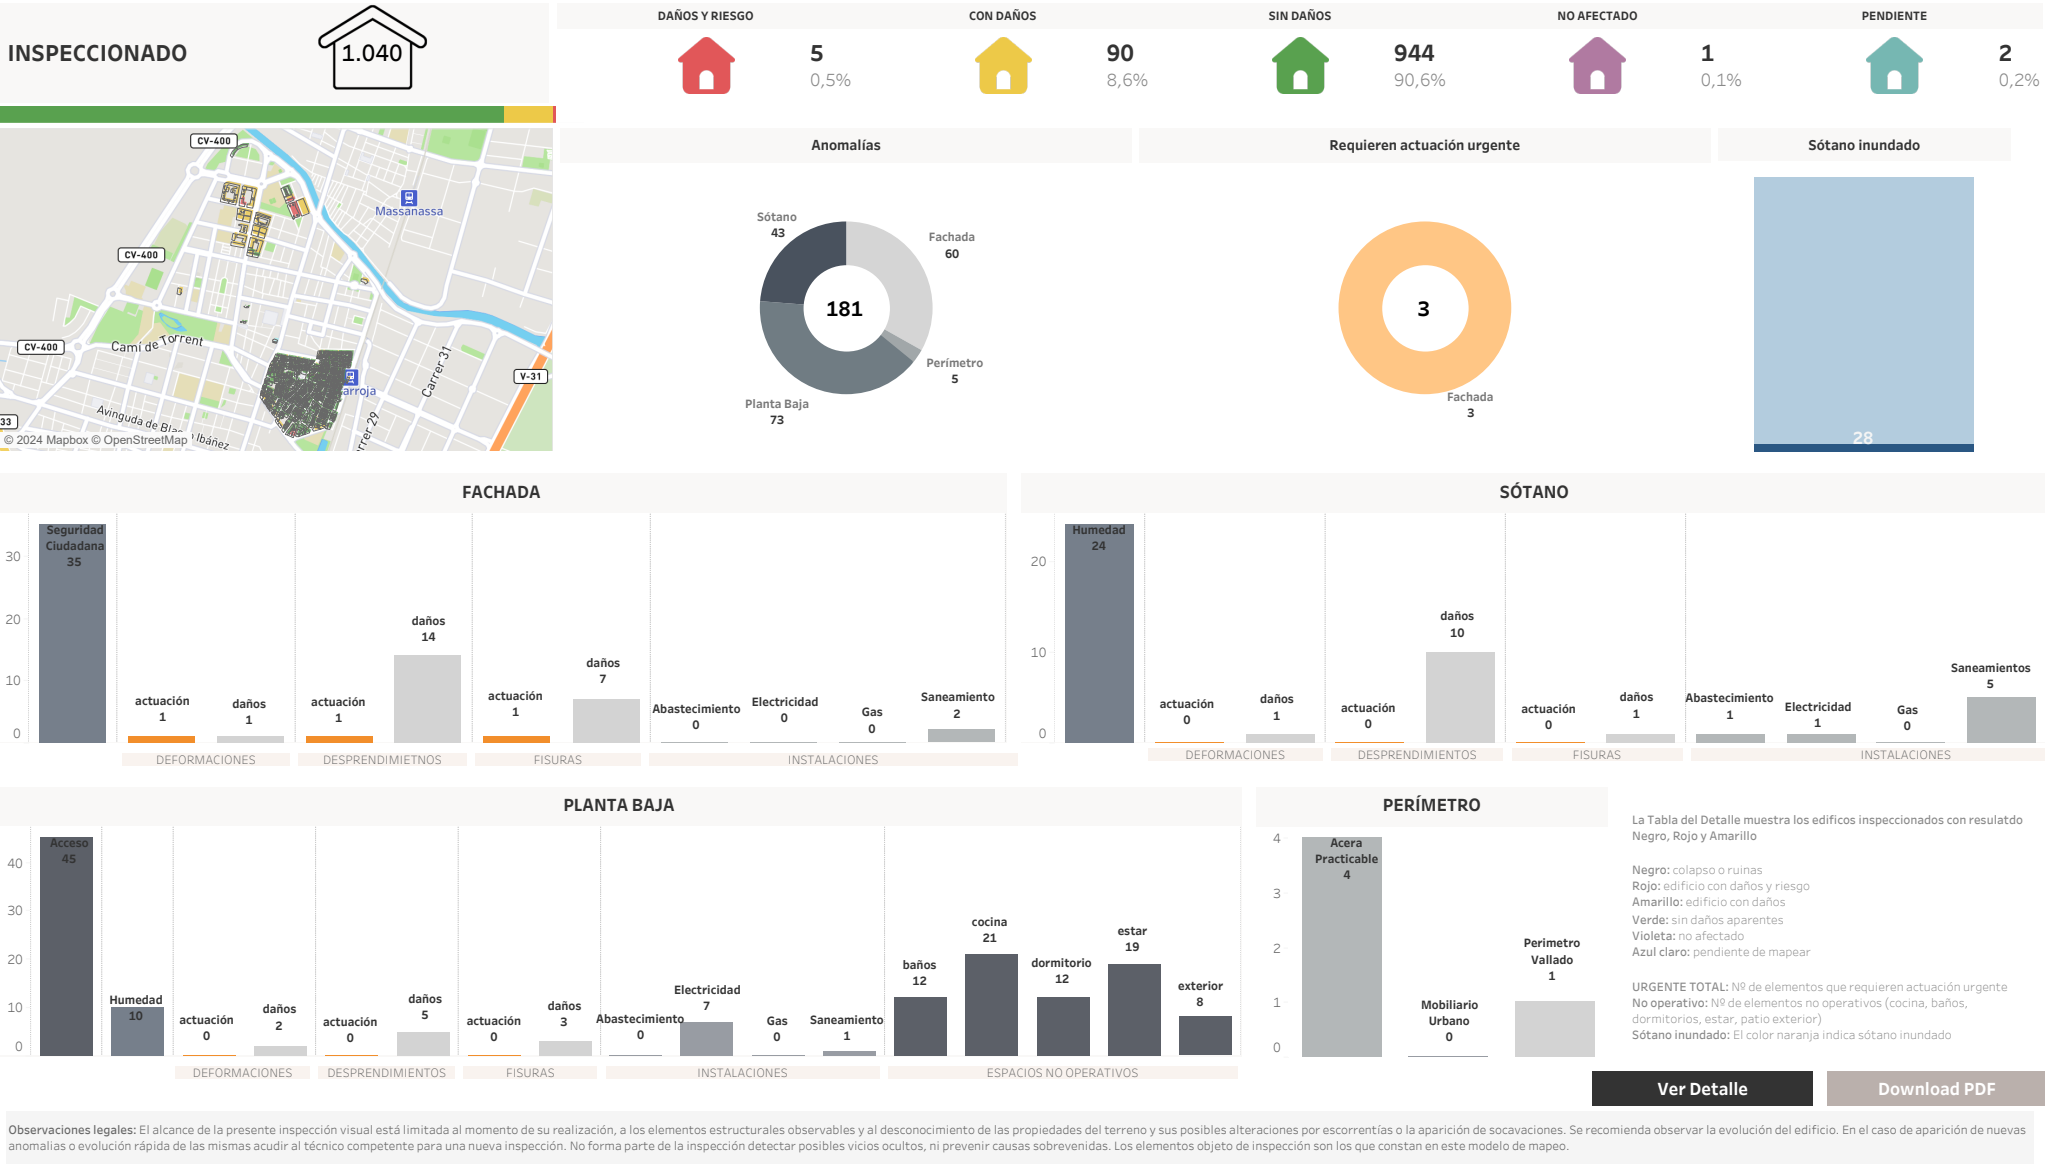 INSPECCIONADO
1.040
DAÑOS Y RIESGO
5
0,5%
CON DAÑOS
90
8,6%
SIN DAÑOS
944
90,6%
NO AFECTADO
1
0,1%
PENDIENTE
2
0,2%
CV-400
Massanassa
CV-400
CV-400
Camí de Torrent
Carrer 31
V-31
arroja
33
Avinguda de Blas
Ibáñez
rrer 29
© 2024 Mapbox © OpenStreetMap
Anomalías
Sótano
43
Fachada
60
181
Perímetro
5
Planta Baja
73
Requieren actuación urgente
3
Fachada
3
Sótano inundado
28
FACHADA
30
20
10
0
Seguridad
Ciudadana
35
actuación
1
daños
1
actuación
1
daños
14
actuación
1
daños
7
Abastecimiento
0
Electricidad
0
Gas
0
Saneamiento
2
DEFORMACIONES
DESPRENDIMIETNOS
FISURAS
INSTALACIONES
SÓTANO
20
10
0
Humedad
24
actuación
0
daños
1
actuación
0
daños
10
actuación
0
daños
1
Abastecimiento
1
Electricidad
1
Gas
0
Saneamientos
5
DEFORMACIONES
DESPRENDIMIENTOS
FISURAS
INSTALACIONES
PLANTA BAJA
40
30
20
10
0
Acceso
45
Humedad
10
actuación
0
daños
2
actuación
0
daños
5
actuación
0
daños
3
Abastecimiento
0
Electricidad
7
Gas
0
Saneamiento
1
baños
12
cocina
21
dormitorio
12
estar
19
exterior
8
DEFORMACIONES
DESPRENDIMIENTOS
FISURAS
INSTALACIONES
ESPACIOS NO OPERATIVOS
PERÍMETRO
4
3
2
1
0
Acera
Practicable
4
Mobiliario
Urbano
0
Perimetro
Vallado
1
La Tabla del Detalle muestra los edificos inspeccionados con resulatdo
Negro, Rojo y Amarillo
Negro: colapso o ruinas
Rojo: edificio con daños y riesgo
Amarillo: edificio con daños
Verde: sin daños aparentes
Violeta: no afectado
Azul claro: pendiente de mapear
URGENTE TOTAL: Nº de elementos que requieren actuación urgente
No operativo: Nº de elementos no operativos (cocina, baños,
dormitorios, estar, patio exterior)
Sótano inundado: El color naranja indica sótano inundado
Ver Detalle
Download PDF
Observaciones legales: El alcance de la presente inspección visual está limitada al momento de su realización, a los elementos estructurales observables y al desconocimiento de las propiedades del terreno y sus posibles alteraciones por escorrentías o la aparición de socavaciones. Se recomienda observar la evolución del edificio. En el caso de aparición de nuevas
anomalias o evolución rápida de las mismas acudir al técnico competente para una nueva inspección. No forma parte de la inspección detectar posibles vicios ocultos, ni prevenir causas sobrevenidas. Los elementos objeto de inspección son los que constan en este modelo de mapeo.